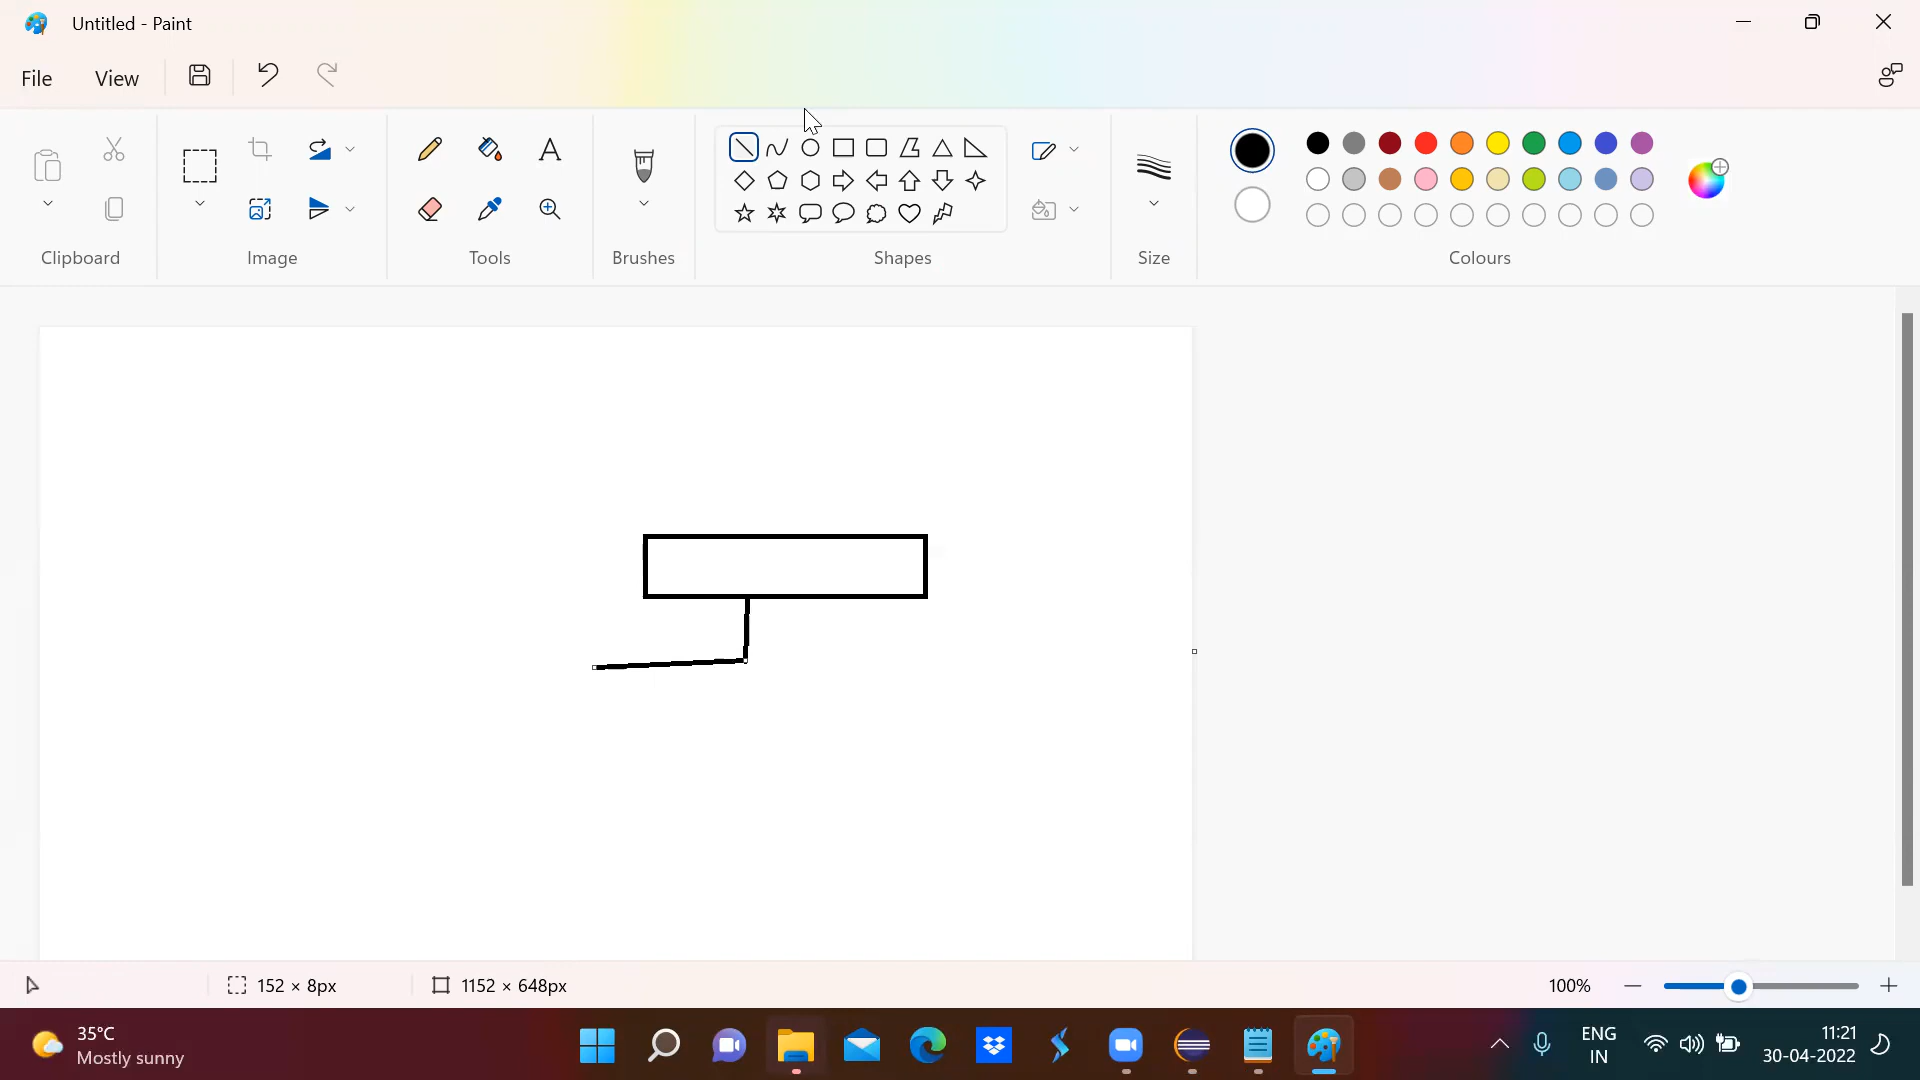 Untitled - Paint
File
View
Clipboard
Image
Tools
Brushes
Shapes
Size
Colours
152 × 8px
1152 × 648px
100%
35°C
Mostly sunny
ENG
IN
11:21
30-04-2022